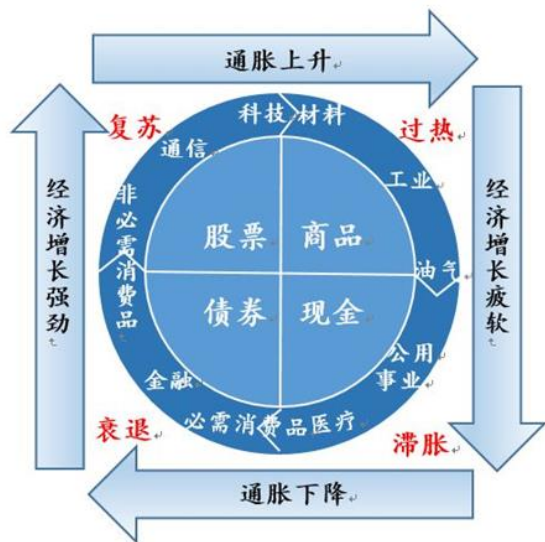 通胀上升
复苏
科技
材料
过热
通信
工业
经济增长强劲
非必需消费品
股票
商品
油气
经济增长疲软
债券
现金
金融
公用
事业
衰退
必需消费品
医疗
滞胀
通胀下降